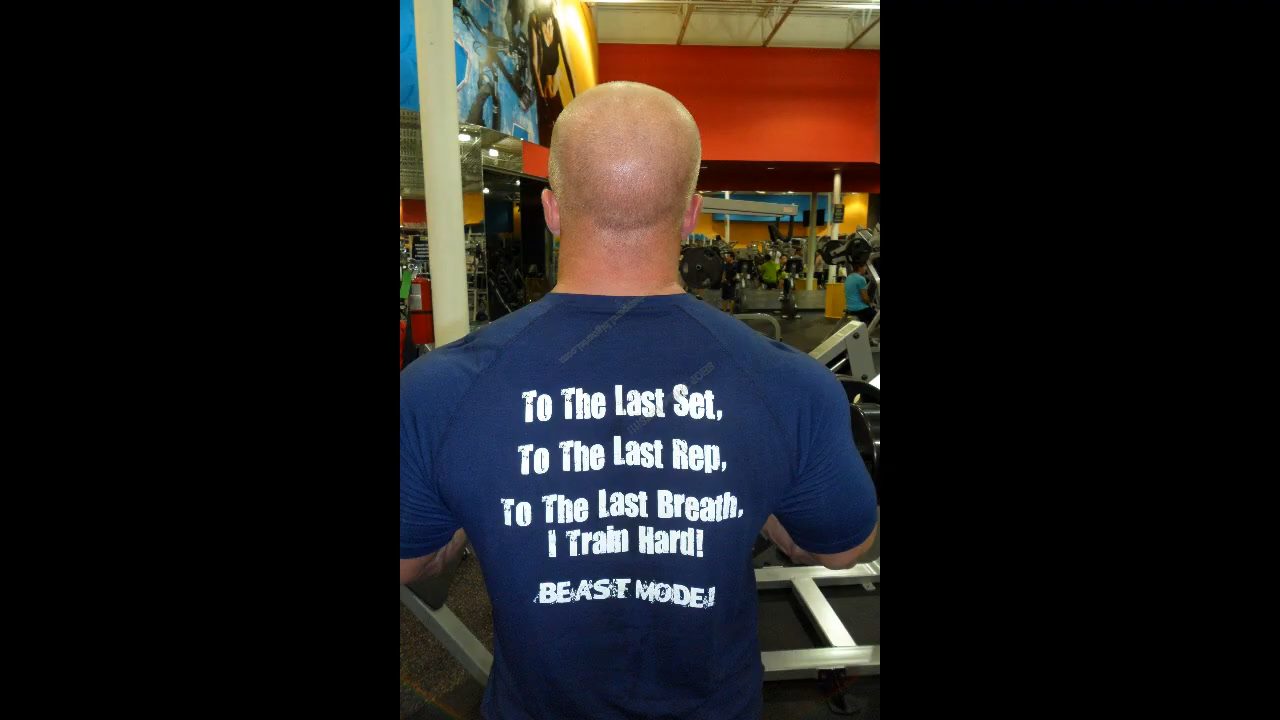 To The Last Set,
To The Last Rep,
To The Last Breath,
I Train Hard!
BEAST MODE!